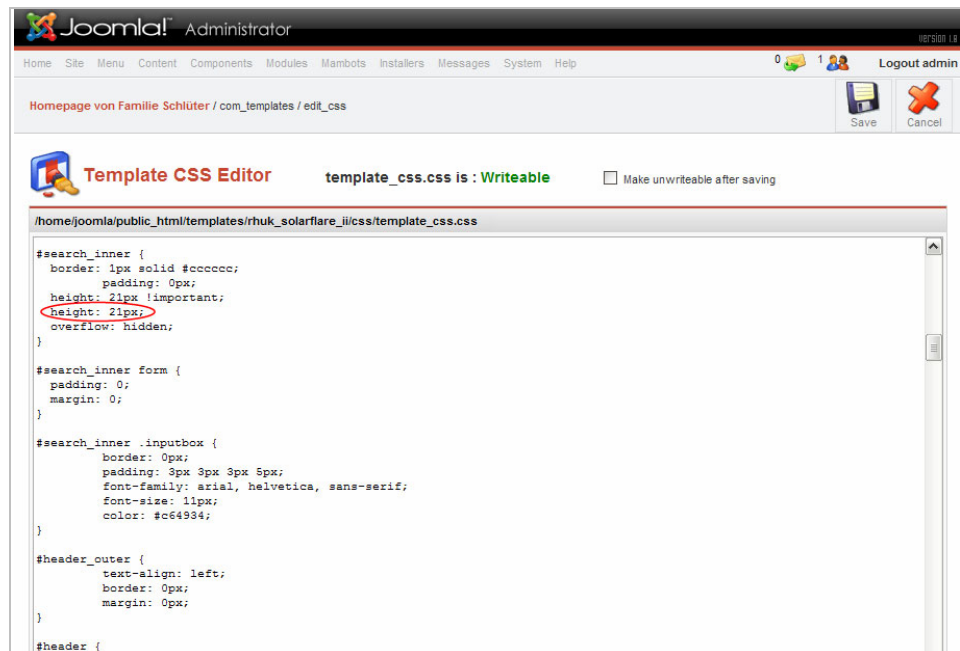 Joomla! Administrator
version 1.0
Home Site Menu Content Components Modules Mambots Installers Messages System Help 0 1 Logout admin
Homepage von Familie Schlüter / com_templates / edit_css
Save Cancel
Template CSS Editor template_css.css is : Writeable Make unwriteable after saving
/home/joomla/public_html/templates/rhuk_solarflare_ii/css/template_css.css
#search_inner {
border: 1px solid #cccccc;
padding: 0px;
height: 21px !important;
height: 21px;
overflow: hidden;
}
#search_inner form {
padding: 0;
margin: 0;
}
#search_inner .inputbox {
border: 0px;
padding: 3px 3px 3px 5px;
font-family: arial, helvetica, sans-serif;
font-size: 11px;
color: #c64934;
}
#header_outer {
text-align: left;
border: 0px;
margin: 0px;
}
#header {